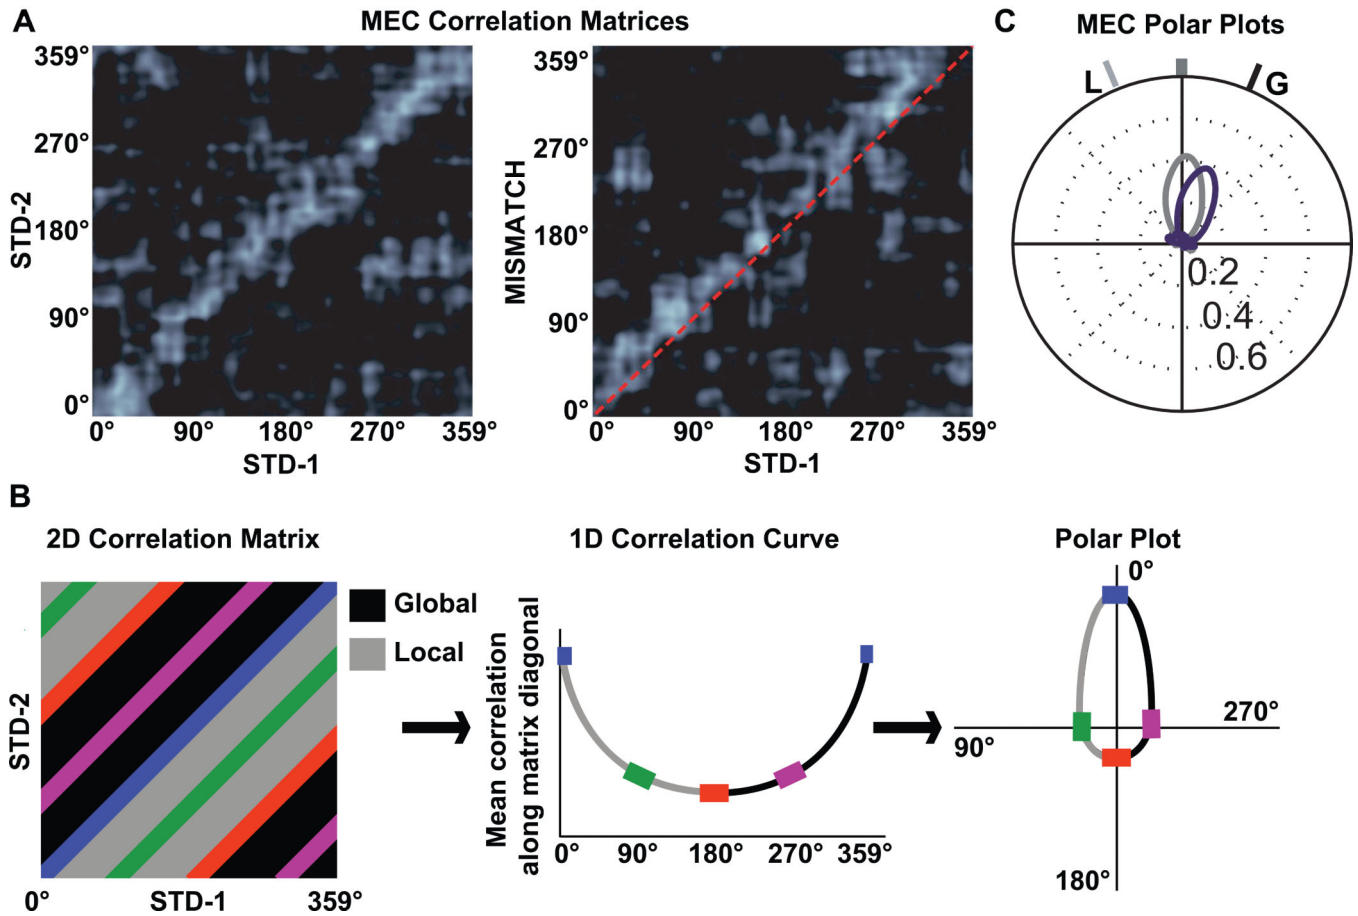 A
MEC Correlation Matrices
359°
270°
STD-2
180°
90°
0°
0° 90° 180° 270° 359°
STD-1
359°
270°
MISMATCH
180°
90°
0°
0° 90° 180° 270° 359°
STD-1
C
MEC Polar Plots
L
G
0.2
0.4
0.6
B
2D Correlation Matrix
STD-2
0° STD-1 359°
Global
Local
1D Correlation Curve
Mean correlation
along matrix diagonal
0° 90° 180° 270° 359°
Polar Plot
0°
270°
90°
180°